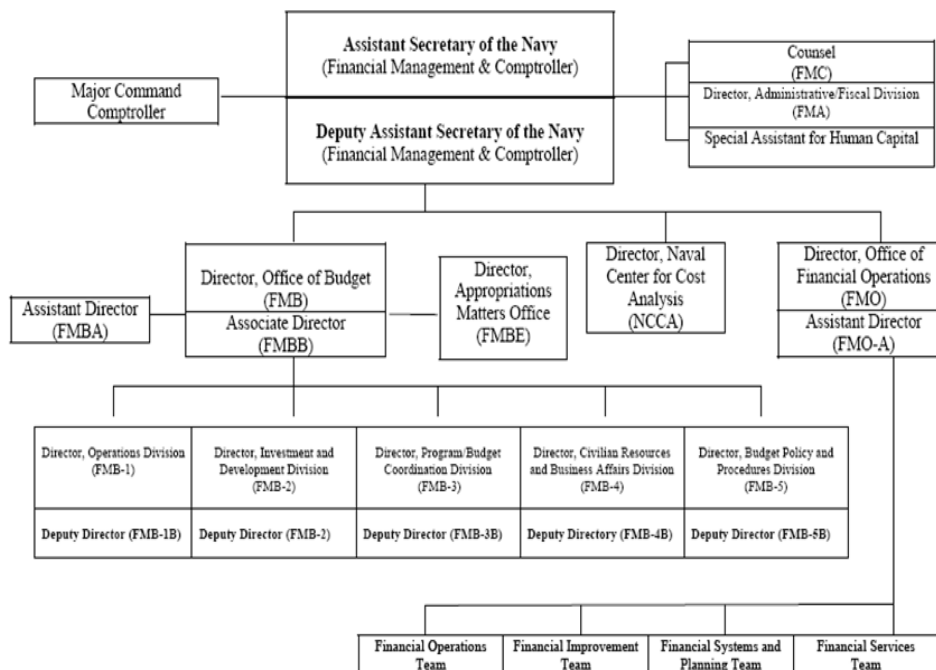 Assistant Secretary of the Navy
(Financial Management & Comptroller)
Deputy Assistant Secretary of the Navy
(Financial Management & Comptroller)
Major Command
Comptroller
Counsel
(FMC)
Director, Administrative/Fiscal Division
(FMA)
Special Assistant for Human Capital
Assistant Director
(FMBA)
Director, Office of Budget
(FMB)
Associate Director
(FMBB)
Director,
Appropriations
Matters Office
(FMBE)
Director, Naval
Center for Cost
Analysis
(NCCA)
Director, Office of
Financial Operations
(FMO)
Assistant Director
(FMO-A)
Director, Operations Division
(FMB-1)
Deputy Director (FMB-1B)
Director, Investment and
Development Division
(FMB-2)
Deputy Director (FMB-2)
Director, Program/Budget
Coordination Division
(FMB-3)
Deputy Director (FMB-3B)
Director, Civilian Resources
and Business Affairs Division
(FMB-4)
Deputy Directory (FMB-4B)
Director, Budget Policy and
Procedures Division
(FMB-5)
Deputy Director (FMB-5B)
Financial Operations
Team
Financial Improvement
Team
Financial Systems and
Planning Team
Financial Services
Team